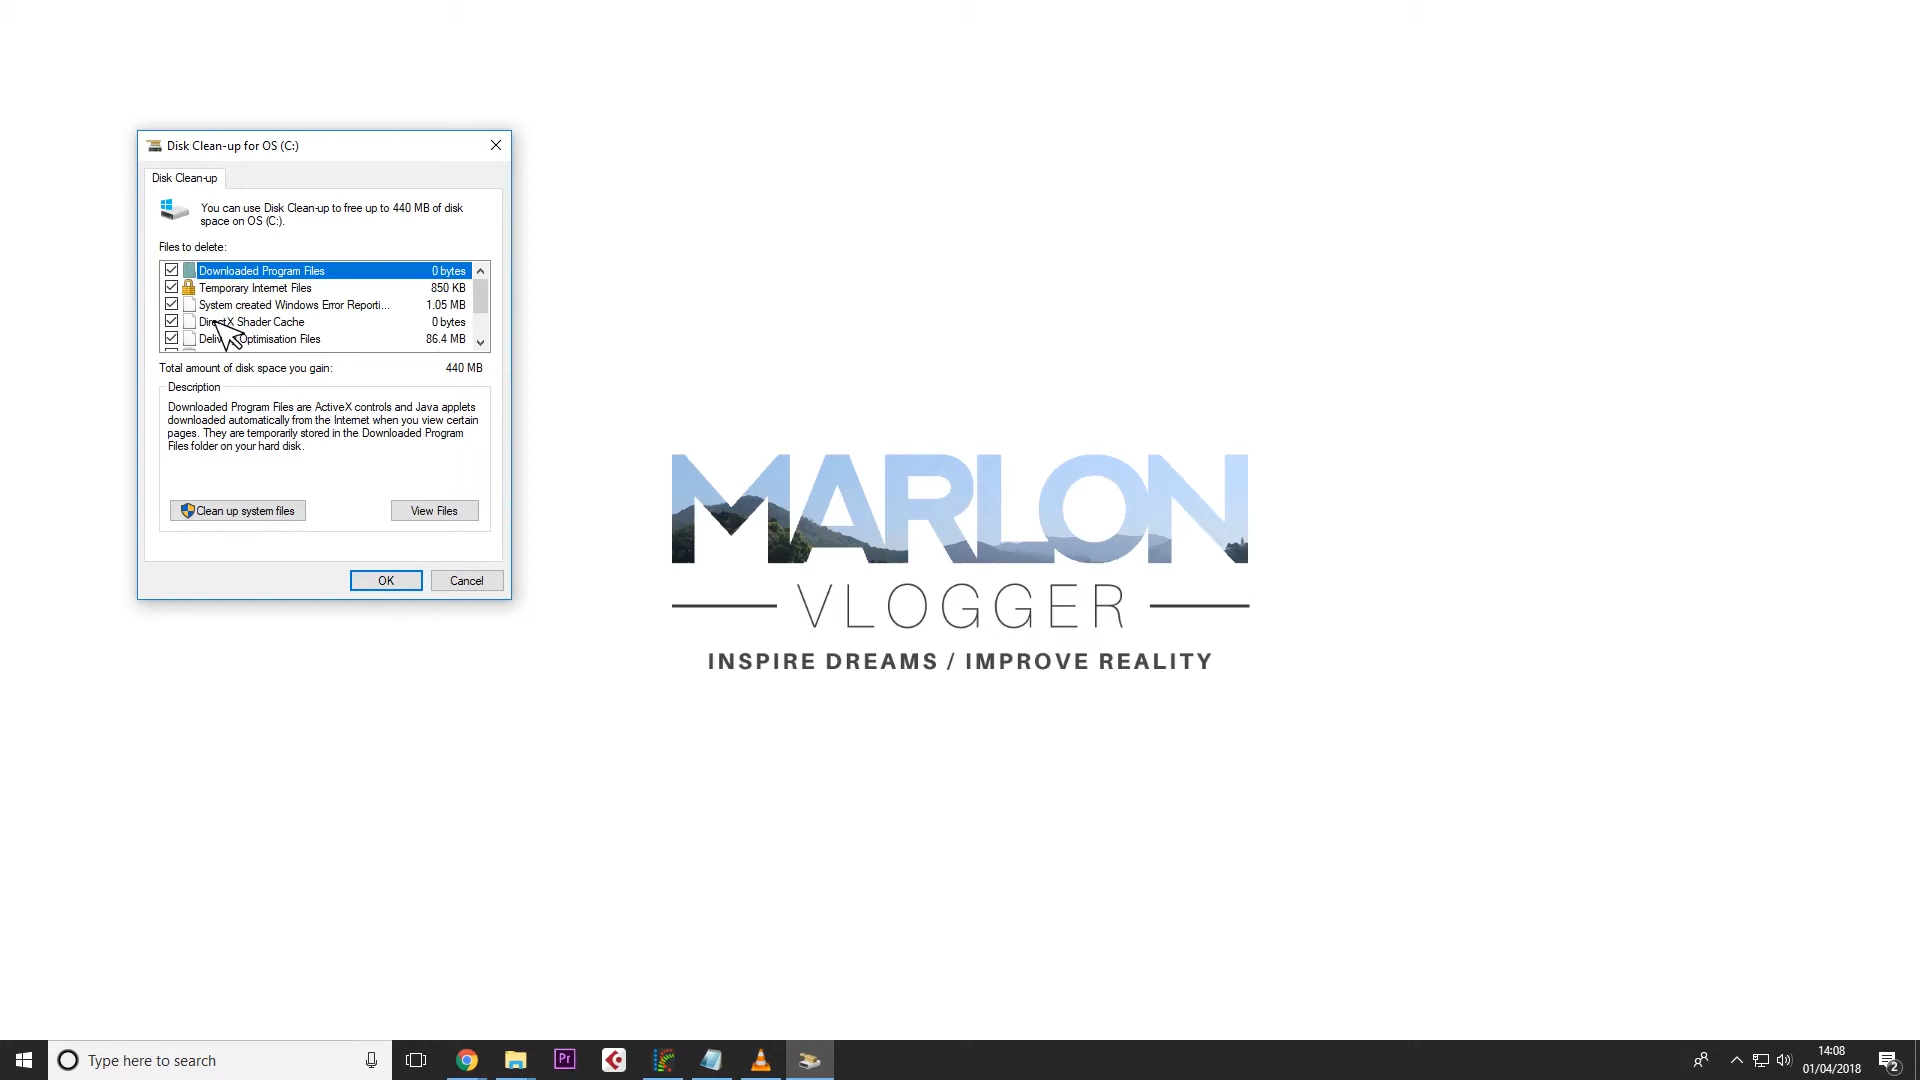 Disk Clean-up for OS (C:)
Disk Clean-up
You can use Disk Clean-up to free up to 440 MB of disk
space on OS (C:).
Files to delete:
Downloaded Program Files 0 bytes
Temporary Internet Files 850 KB
System created Windows Error Reporti... 1.05 MB
DirectX Shader Cache 0 bytes
Optimisation Files 86.4 MB
Total amount of disk space you gain: 440 MB
Description
Downloaded Program Files are ActiveX controls and Java applets
downloaded automatically from the Internet when you view certain
pages. They are temporarily stored in the Downloaded Program
Files folder on your hard disk.
Clean up system files
View Files
OK
Cancel
MARLON
VLOGGER
INSPIRE DREAMS / IMPROVE REALITY
Type here to search
Pr
14:08
01/04/2018
2